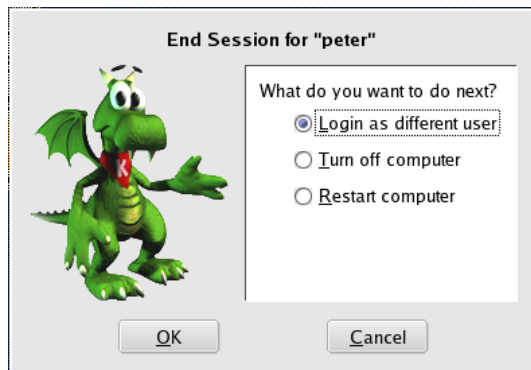 End Session for "peter"
What do you want to do next?
Login as different user
Turn off computer
Restart computer
K
OK
Cancel